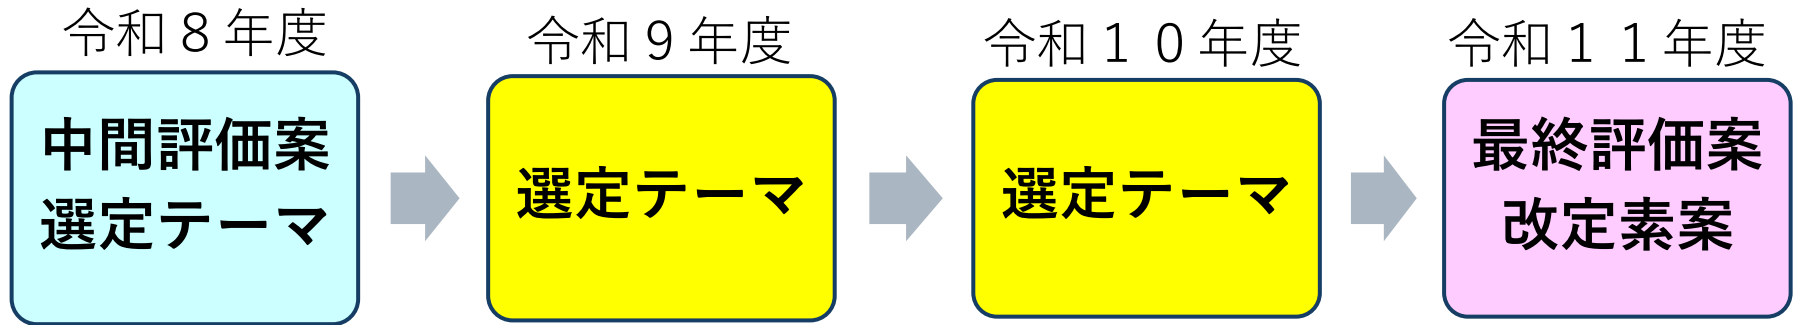 令和８年度
中間評価案
選定テーマ
令和９年度
選定テーマ
令和１０年度
選定テーマ
令和１１年度
最終評価案
改定素案